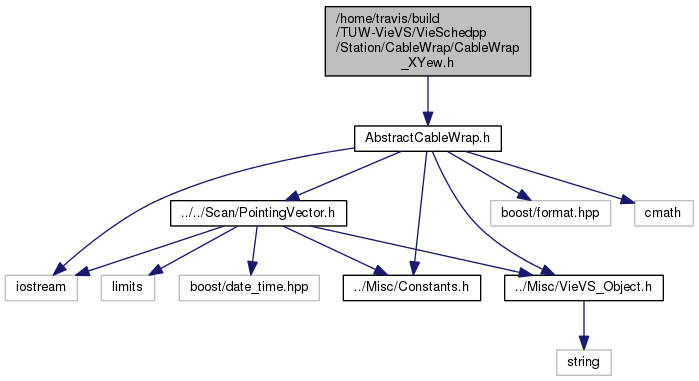 /home/travis/build
/TUW-VieVS/VieSchedpp
/Station/CableWrap/CableWrap
_XYew.h
AbstractCableWrap.h
../../Scan/PointingVector.h
boost/format.hpp
cmath
iostream
limits
boost/date_time.hpp
../Misc/Constants.h
../Misc/VieVS_Object.h
string